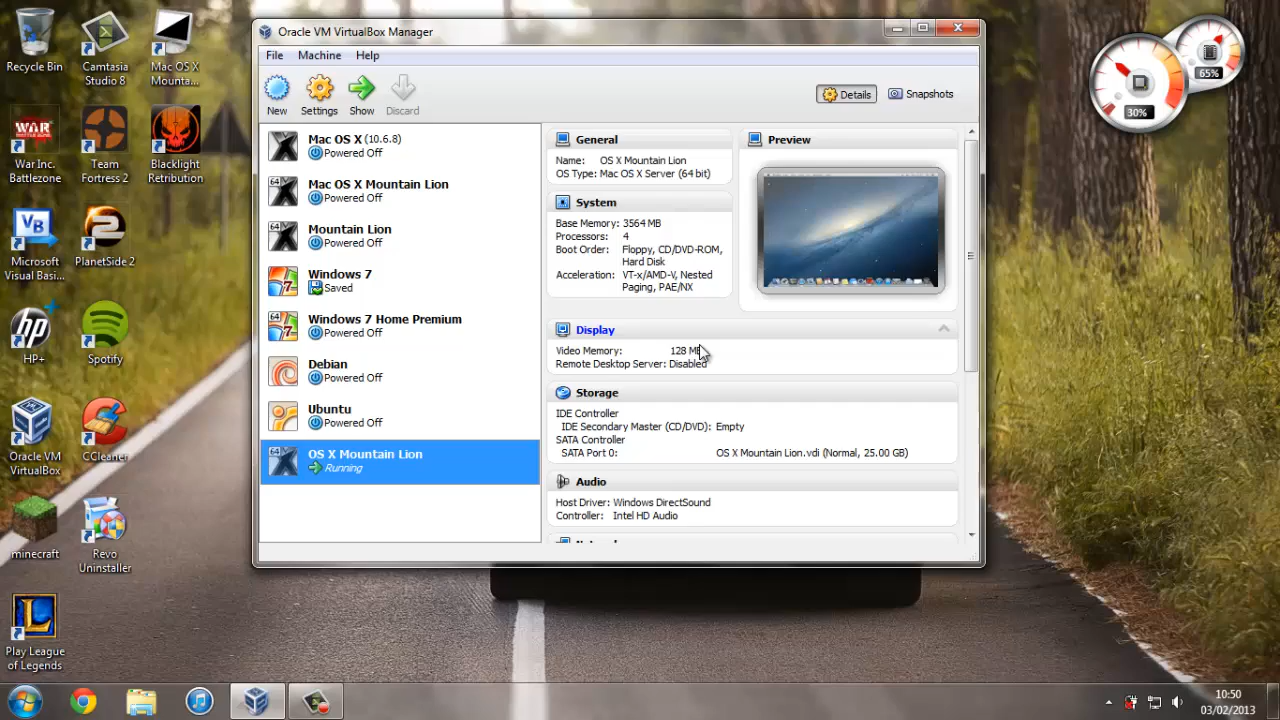 Oracle VM VirtualBox Manager
File Machine Help
New
Settings
Show
Discard
Details
Snapshots
Mac OS X (10.6.8)
Powered Off
64
Mac OS X Mountain Lion
Powered Off
64
Mountain Lion
Powered Off
Windows 7
Saved
Windows 7 Home Premium
Powered Off
Debian
Powered Off
Ubuntu
Powered Off
64
OS X Mountain Lion
Running
General
Name: OS X Mountain Lion
OS Type: Mac OS X Server (64 bit)
System
Base Memory: 3564 MB
Processors: 4
Boot Order: Floppy, CD/DVD-ROM,
Hard Disk
Acceleration: VT-x/AMD-V, Nested
Paging, PAE/NX
Preview
Display
Video Memory: 128 MB
Remote Desktop Server: Disabled
Storage
IDE Controller
IDE Secondary Master (CD/DVD): Empty
SATA Controller
SATA Port 0: OS X Mountain Lion.vdi (Normal, 25.00 GB)
Audio
Host Driver: Windows DirectSound
Controller: Intel HD Audio
Recycle Bin
Camtasia
Studio 8
Mac OS X
Mounta...
War Inc.
Battlezone
Team
Fortress 2
Blacklight
Retribution
Microsoft
Visual Basi...
PlanetSide 2
HP+
Spotify
Oracle VM
VirtualBox
CCleaner
minecraft
Revo
Uninstaller
Play League
of Legends
30%
65%
10:50
03/02/2013